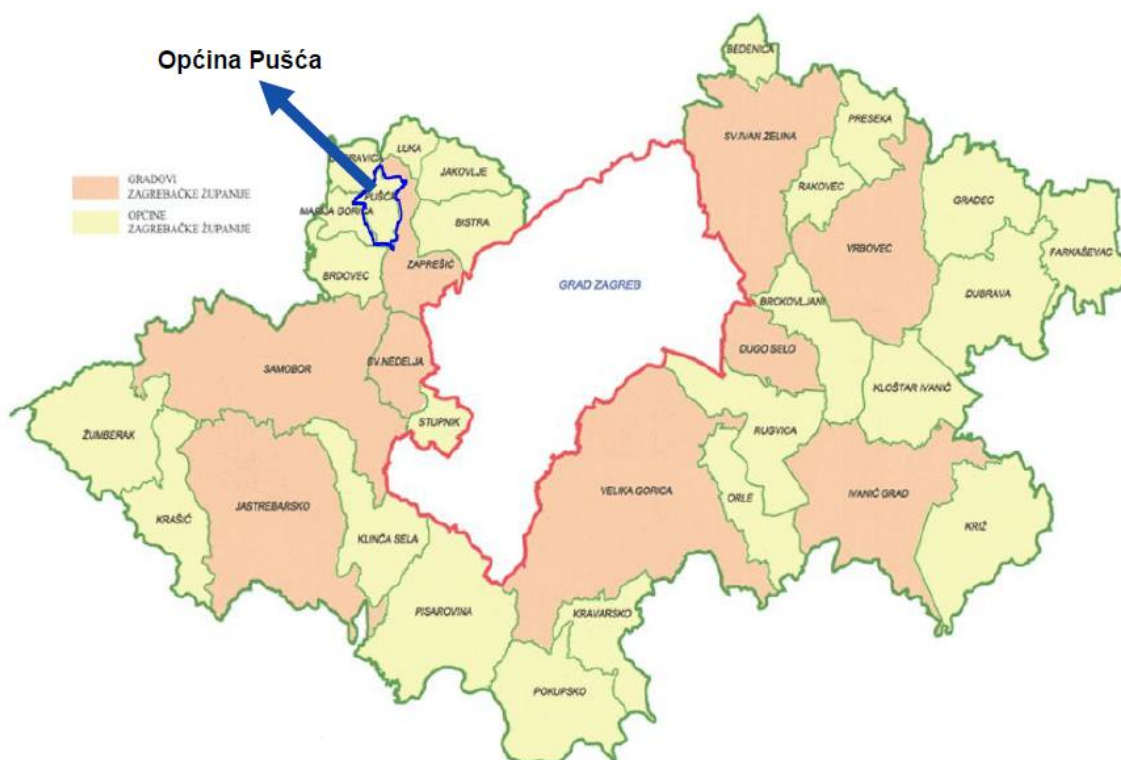 Općina Pušća
GRADOVI
ZAGREBAČKE ŽUPANIJE
OPĆINE
ZAGREBAČKE ŽUPANIJE
BEDENICA
SV.IVAN ZELINA
PRESEKA
LUKA
JAKOVLJE
PUŠĆA
MARIJA GORICA
BISTRA
RAKOVEC
GRADEC
VRBOVEC
FARKAŠEVAC
BRDOVEC
ZAPREŠIĆ
GRAD ZAGREB
BRCKOVLJANI
DUBRAVA
DUGO SELO
SAMOBOR
SV.NEDELJA
KLOŠTAR IVANIĆ
STUPNIK
ŽUMBERAK
RUGVICA
VELIKA GORICA
ORLE
IVANIĆ GRAD
JASTREBARSKO
KRAŠIĆ
KLINČA SELA
KRIŽ
PISAROVINA
KRAVARSKO
POKUPSKO